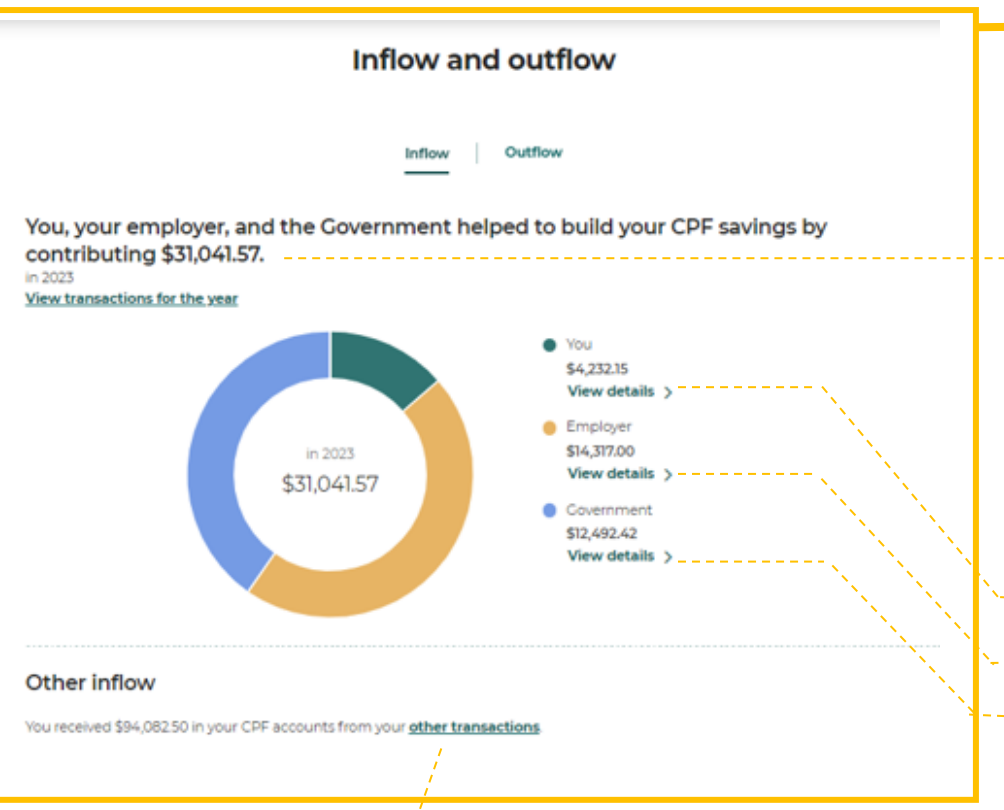 Inflow and outflow
Inflow
Outflow
You, your employer, and the Government helped to build your CPF savings by
contributing $31,041.57.
in 2023
View transactions for the year
You
$4,232.15
View details >
Employer
$14,317.00
View details >
Government
$12,492.42
View details >
in 2023
$31,041.57
Other inflow
You received $94,082.50 in your CPF accounts from your other transactions.